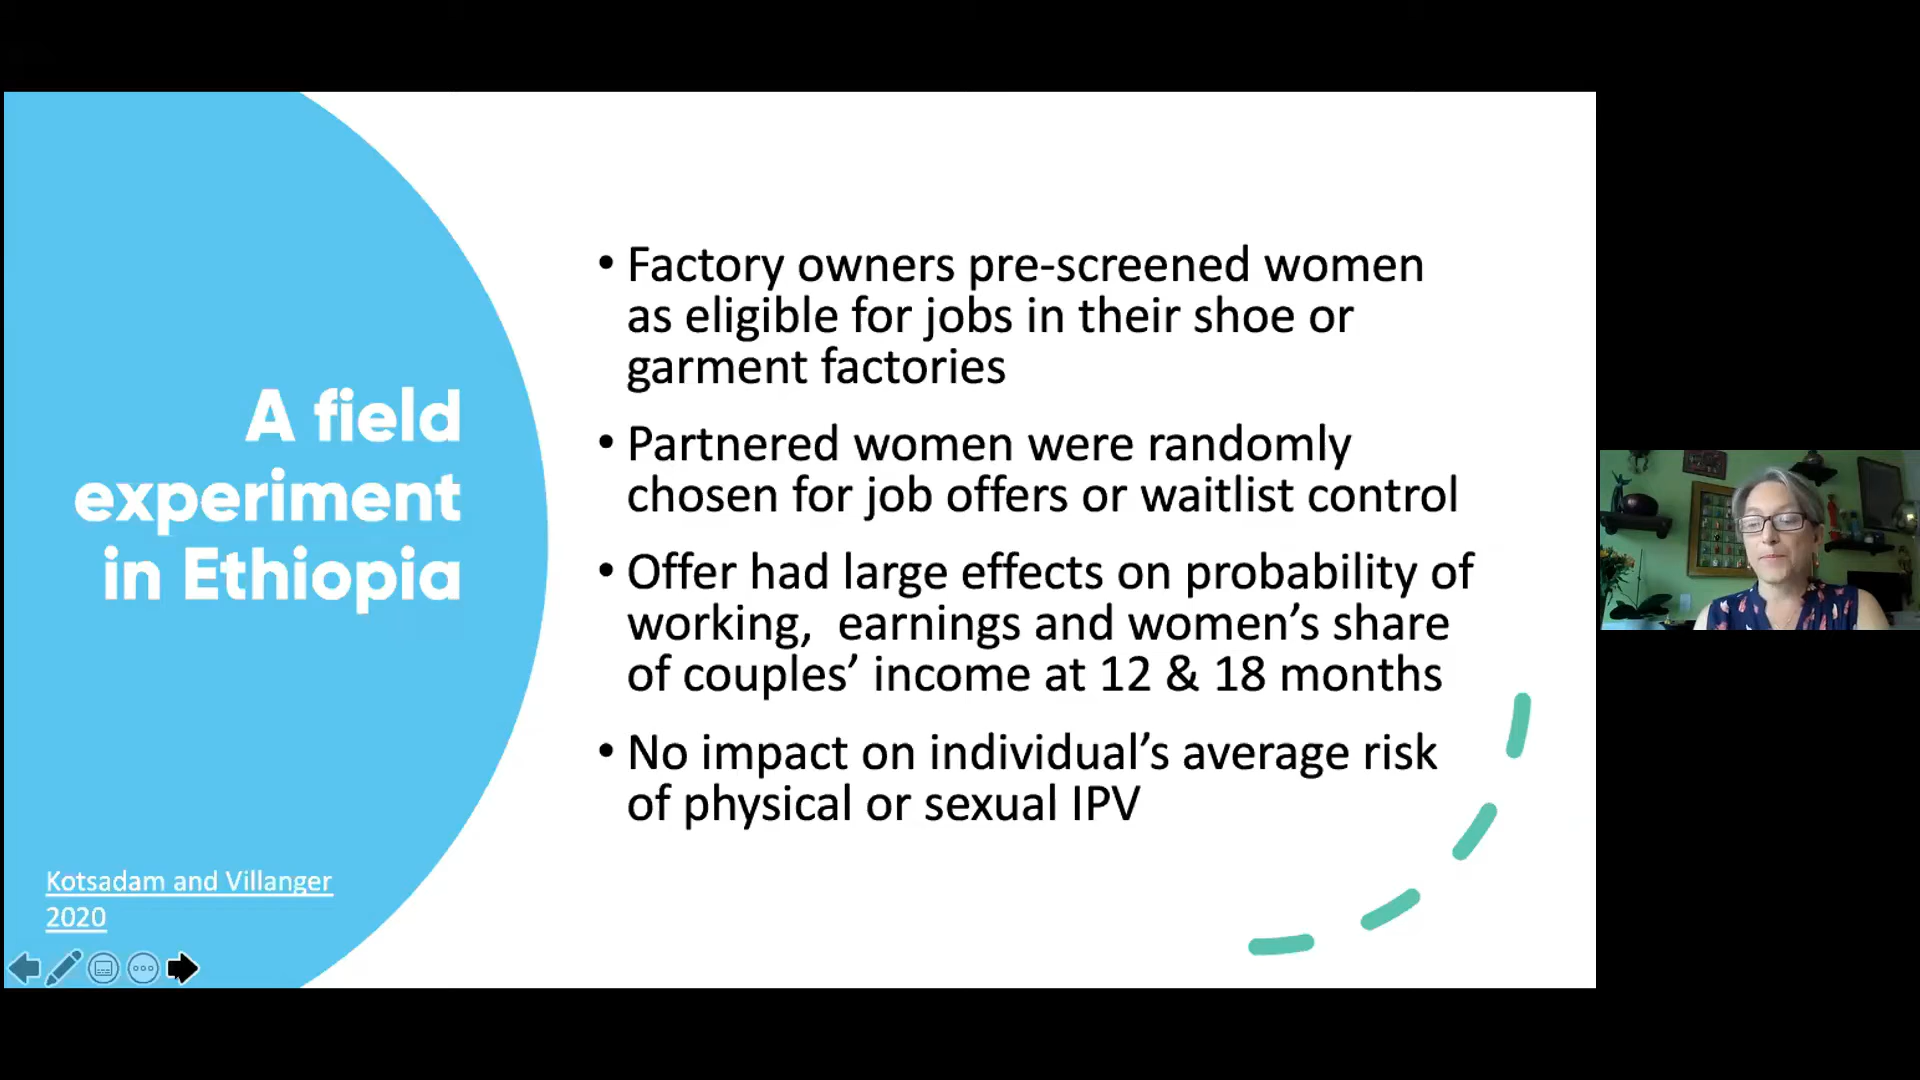 A field
experiment
in Ethiopia
Kotsadam and Villanger
2020
• Factory owners pre-screened women
as eligible for jobs in their shoe or
garment factories
• Partnered women were randomly
chosen for job offers or waitlist control
• Offer had large effects on probability of
working,  earnings and women’s share
of couples’ income at 12 & 18 months
• No impact on individual’s average risk
of physical or sexual IPV